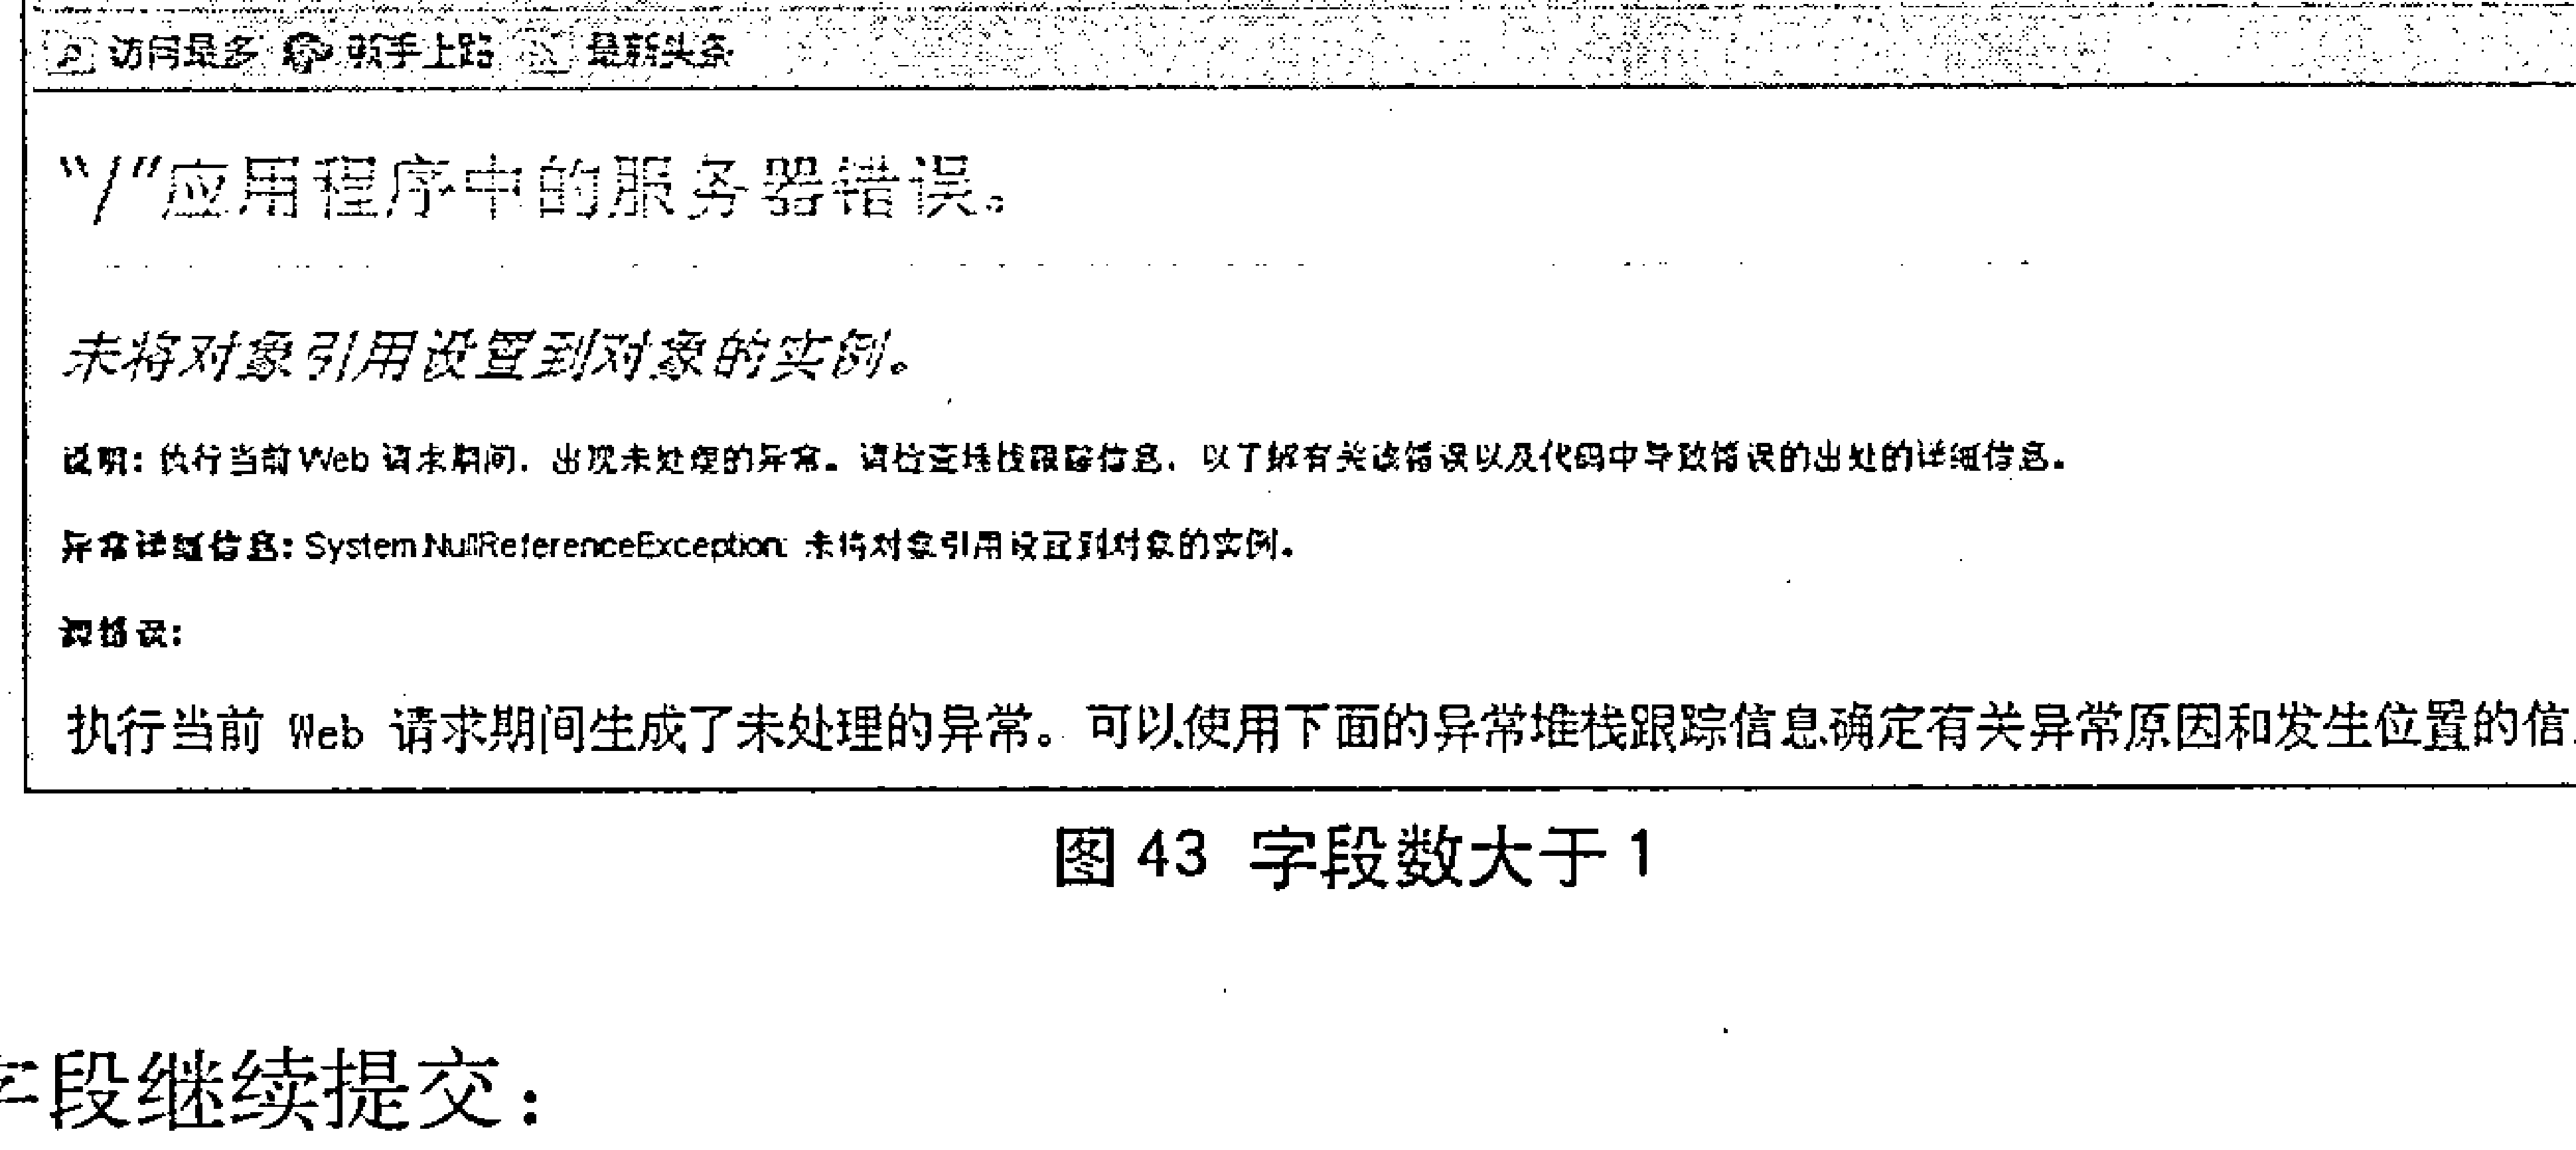 访问最多 新手上路 最新头条
“/”应用程序中的服务器错误。
未将对象引用设置到对象的实例。
说明: 执行当前 Web 请求期间，出现未处理的异常。请检查堆栈跟踪信息，以了解有关该错误以及代码中导致错误的出处的详细信息。
异常详细信息: System.NullReferenceException: 未将对象引用设置到对象的实例。
源错误:
执行当前 Web 请求期间生成了未处理的异常。可以使用下面的异常堆栈跟踪信息确定有关异常原因和发生位置的信
图 43 字段数大于 1
字段继续提交：